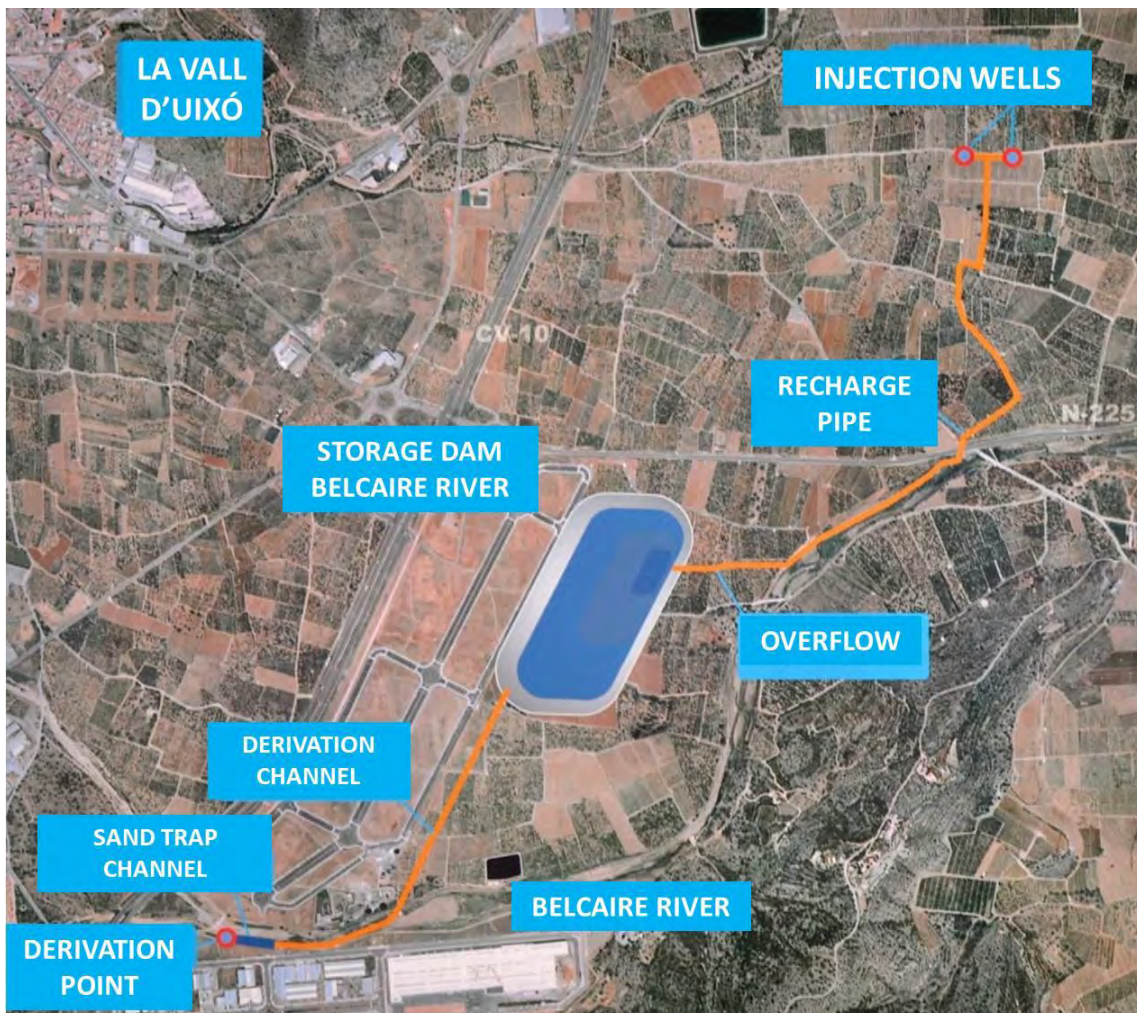 LA VALL
D'UIXÓ
INJECTION WELLS
CV-10
RECHARGE
PIPE
N-225
STORAGE DAM
BELCAIRE RIVER
OVERFLOW
DERIVATION
CHANNEL
SAND TRAP
CHANNEL
BELCAIRE RIVER
DERIVATION
POINT